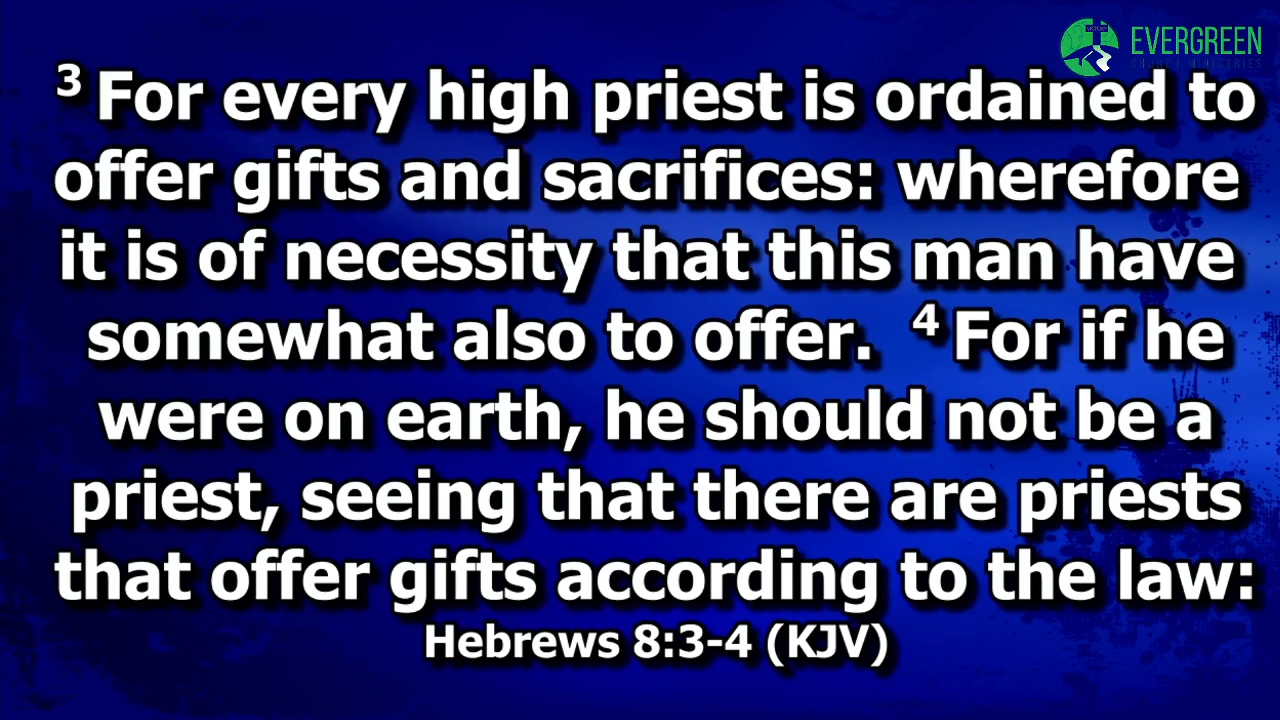 EVERGREEN
CHURCH MINISTRIES
3 For every high priest is ordained to
offer gifts and sacrifices: wherefore
it is of necessity that this man have
somewhat also to offer. 4 For if he
were on earth, he should not be a
priest, seeing that there are priests
that offer gifts according to the law:
Hebrews 8:3-4 (KJV)